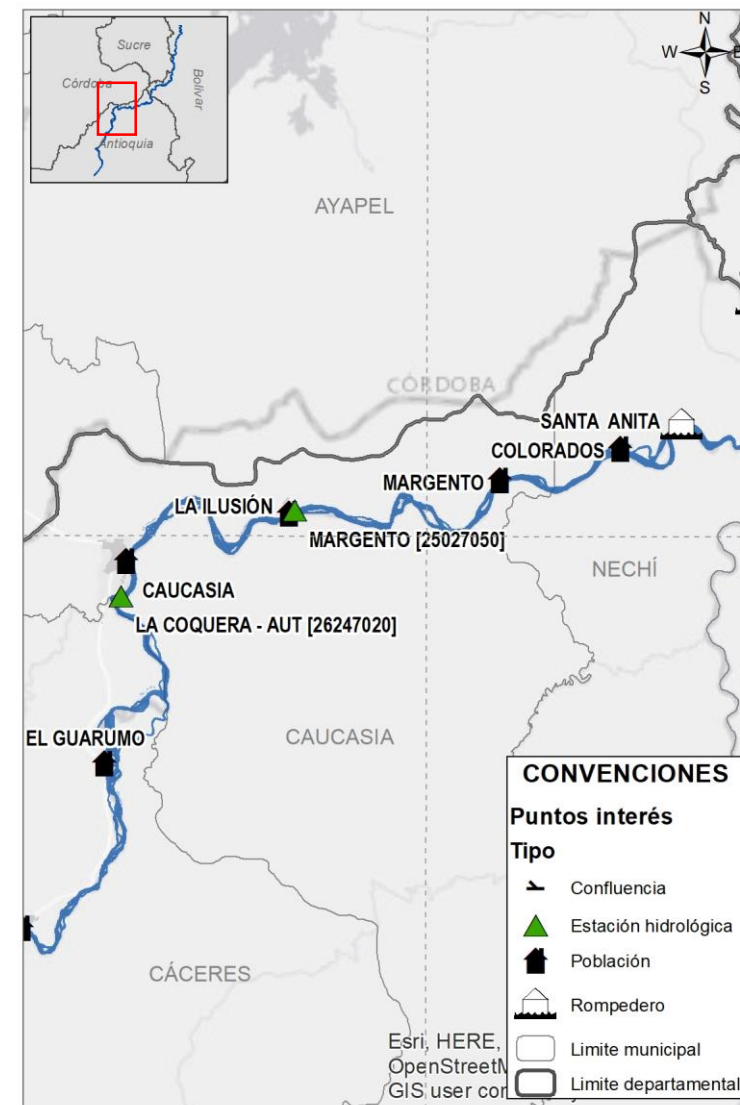 Sucre
Córdoba
Bolívar
Antioquia
N
W
E
S
AYAPEL
CÓRDOBA
SANTA ANITA
COLORADOS
MARGENTO
LA ILUSIÓN
MARGENTO [25027050]
NECHÍ
CAUCASIA
LA COQUERA - AUT [26247020]
EL GUARUMO
CAUCASIA
CÁCERES
CONVENCIONES
Puntos interés
Tipo
Confluencia
Estación hidrológica
Población
Rompedero
Limite municipal
Limite departamental
Esri, HERE,
OpenStreetM
GIS user cor